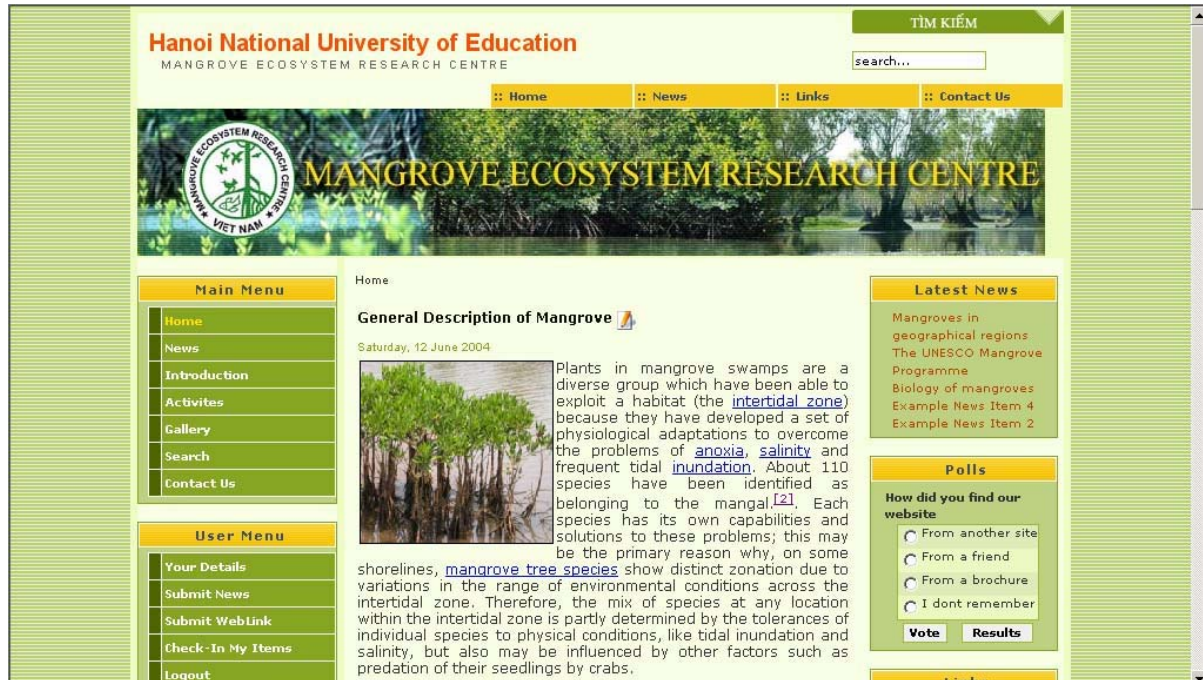 TÌM KIẾM
Hanoi National University of Education
MANGROVE ECOSYSTEM RESEARCH CENTRE
search...
:: Home
:: News
:: Links
:: Contact Us
MANGROVE ECOSYSTEM RESEARCH CENTRE
VIET NAM
MANGROVE ECOSYSTEM RESEARCH CENTRE
Main Menu
Home
News
Introduction
Activites
Gallery
Search
Contact Us
User Menu
Your Details
Submit News
Submit WebLink
Check-In My Items
Logout
Home
General Description of Mangrove
Saturday, 12 June 2004
Plants in mangrove swamps are a
diverse group which have been able to
exploit a habitat (the intertidal zone)
because they have developed a set of
physiological adaptations to overcome
the problems of anoxia, salinity and
frequent tidal inundation. About 110
species have been identified as
belonging to the mangal.[2]. Each
species has its own capabilities and
solutions to these problems; this may
be the primary reason why, on some
shorelines, mangrove tree species show distinct zonation due to
variations in the range of environmental conditions across the
intertidal zone. Therefore, the mix of species at any location
within the intertidal zone is partly determined by the tolerances of
individual species to physical conditions, like tidal inundation and
salinity, but also may be influenced by other factors such as
predation of their seedlings by crabs.
Latest News
Mangroves in
geographical regions
The UNESCO Mangrove
Programme
Biology of mangroves
Example News Item 4
Example News Item 2
Polls
How did you find our
website
From another site
From a friend
From a brochure
I dont remember
Vote
Results